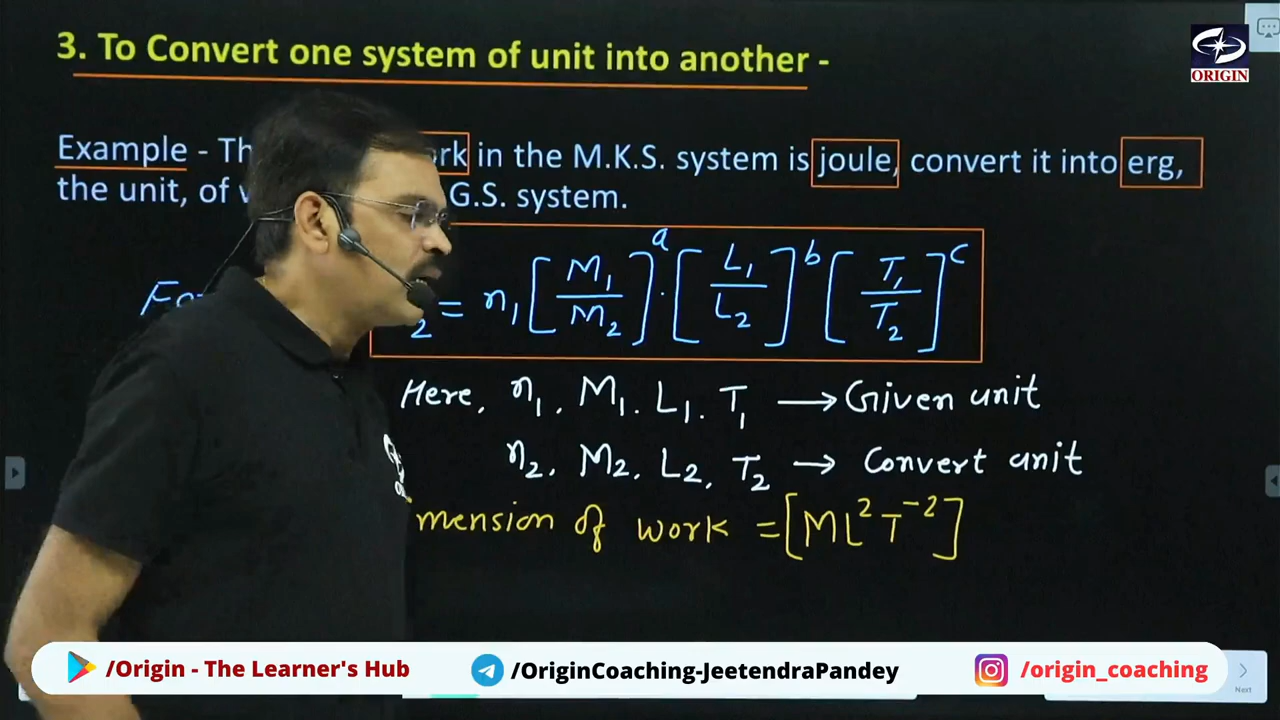 3. To Convert one system of unit into another -
ORIGIN
Example - Th rk in the M.K.S. system is joule, convert it into erg,
the unit, of G.S. system.
2 = n₁ [M₁/M₂]ᵃ · [L₁/L₂]ᵇ [T₁/T₂]ᶜ
Here, n₁, M₁, L₁, T₁ → Given unit
n₂, M₂, L₂, T₂ → Convert unit
mension of work = [ML²T⁻²]
/Origin - The Learner's Hub
/OriginCoaching-JeetendraPandey
/origin_coaching
Next